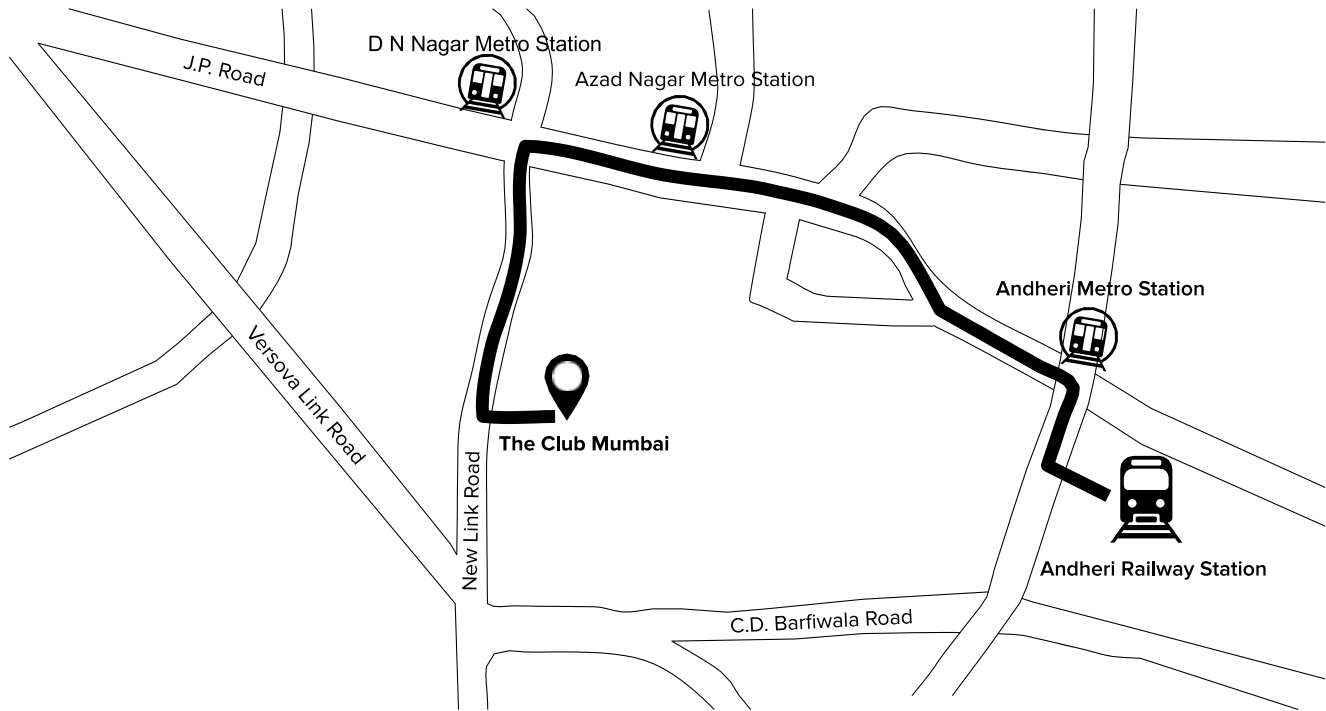 D N Nagar Metro Station
J.P. Road
Azad Nagar Metro Station
Andheri Metro Station
Versova Link Road
The Club Mumbai
New Link Road
Andheri Railway Station
C.D. Barfiwala Road